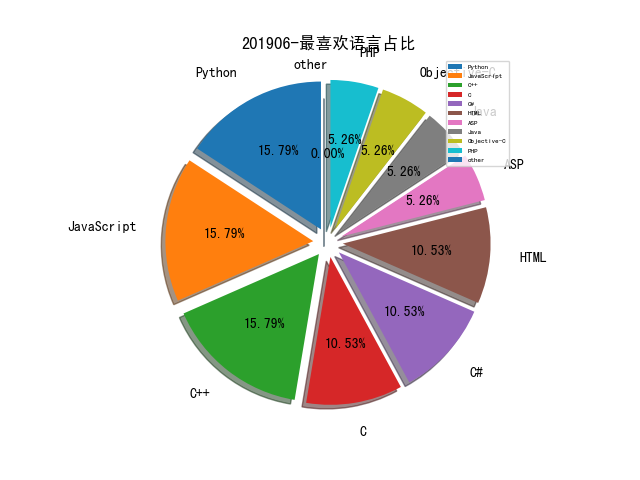 201906-最喜欢语言占比
PHP
other
Python
Objective-C
Java
ASP
JavaScript
HTML
C++
C#
C
15.79%
0.00%
5.26%
5.26%
5.26%
5.26%
15.79%
10.53%
15.79%
10.53%
10.53%
Python
JavaScript
C++
C
C#
HTML
ASP
Java
Objective-C
PHP
other